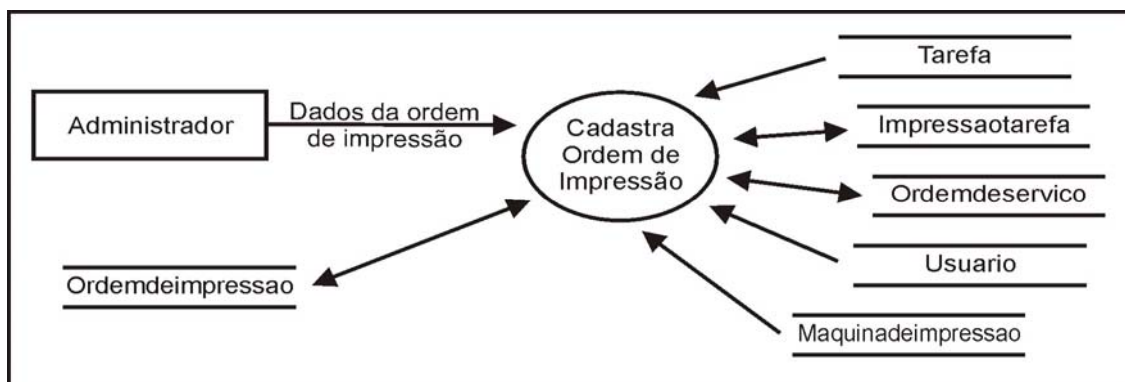 Administrador
Dados da ordem
de impressão
Cadastra
Ordem de
Impressão
Tarefa
Impressaotarefa
Ordemdeservico
Usuario
Maquinadeimpressao
Ordemdeimpressao